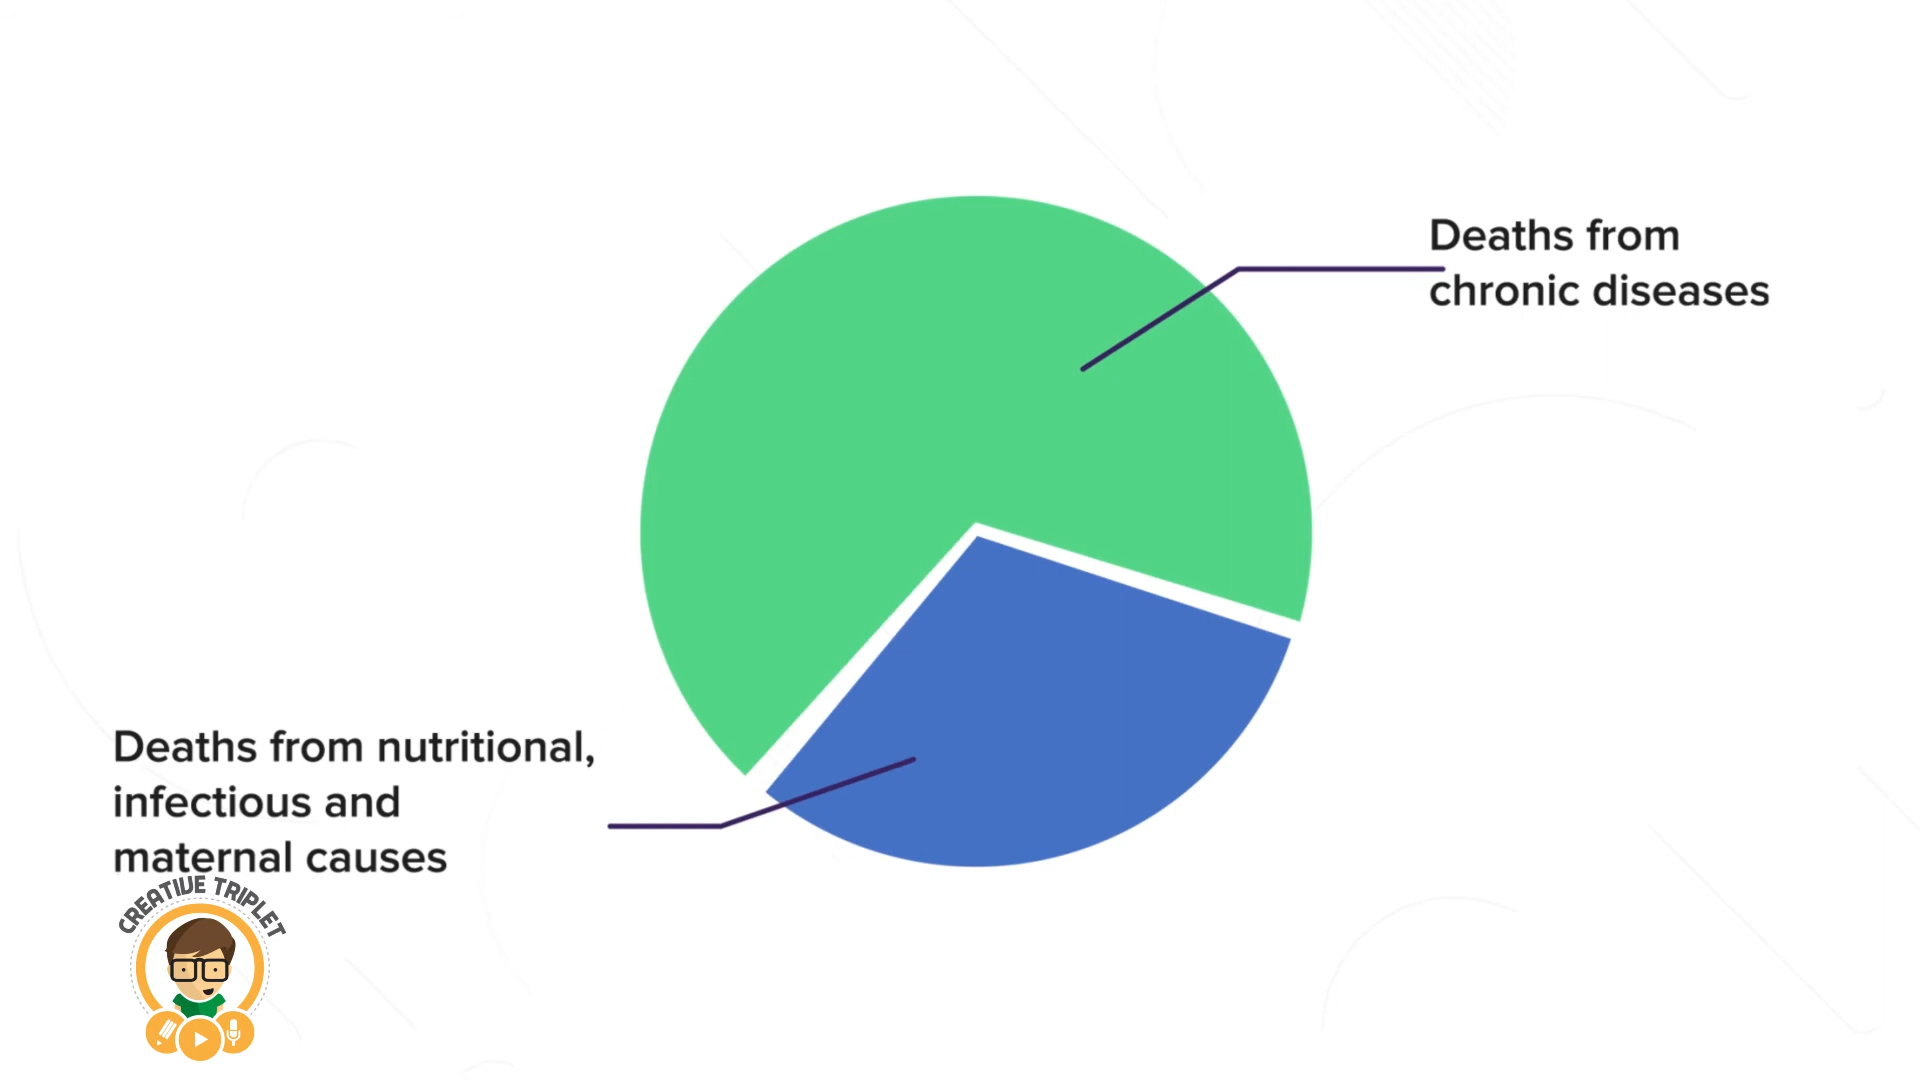 Deaths from
chronic diseases
Deaths from nutritional,
infectious and
maternal causes
CREATIVE TRIPLET